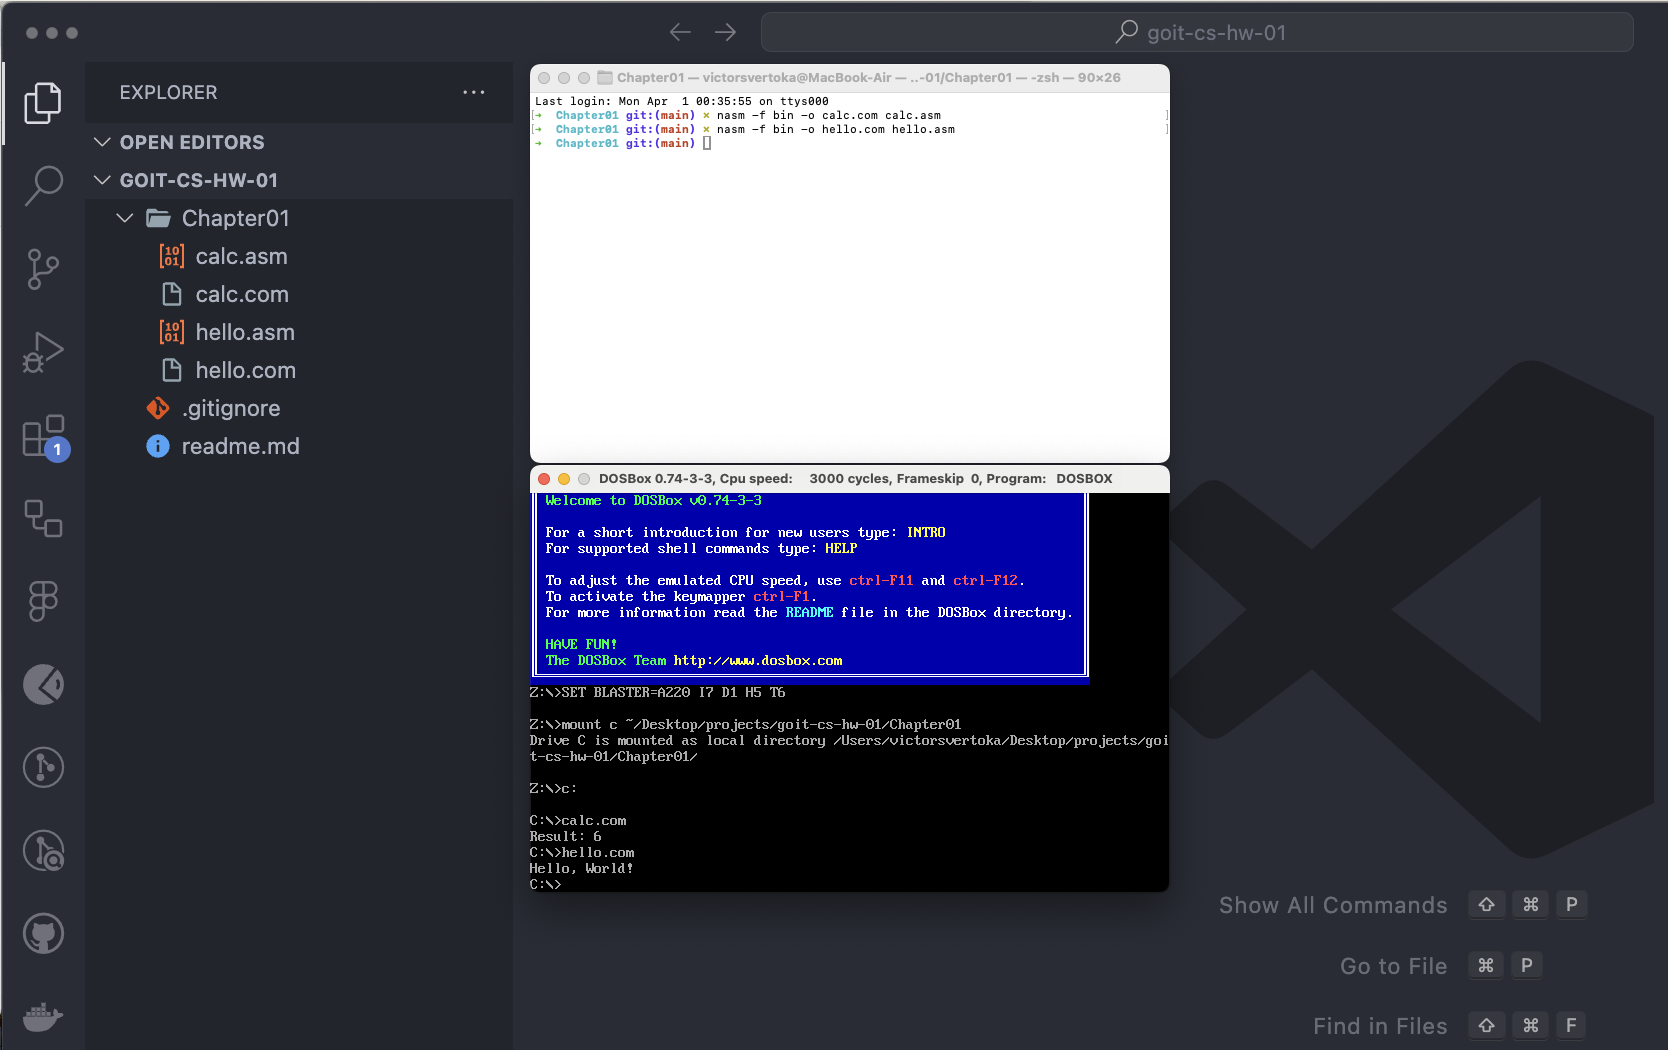 goit-cs-hw-01
EXPLORER
OPEN EDITORS
GOIT-CS-HW-01
Chapter01
calc.asm
calc.com
hello.asm
hello.com
.gitignore
readme.md
1
Chapter01 — victorsvertoka@MacBook-Air — ..-01/Chapter01 — -zsh — 90×26
Last login: Mon Apr  1 00:35:55 on ttys000
[➜  Chapter01 git:(main) ✗ nasm -f bin -o calc.com calc.asm ]
[➜  Chapter01 git:(main) ✗ nasm -f bin -o hello.com hello.asm ]
➜  Chapter01 git:(main)
DOSBox 0.74-3-3, Cpu speed:    3000 cycles, Frameskip  0, Program:   DOSBOX
Welcome to DOSBox v0.74-3-3
For a short introduction for new users type: INTRO
For supported shell commands type: HELP
To adjust the emulated CPU speed, use ctrl-F11 and ctrl-F12.
To activate the keymapper ctrl-F1.
For more information read the README file in the DOSBox directory.
HAVE FUN!
The DOSBox Team http://www.dosbox.com
Z:\>SET BLASTER=A220 I7 D1 H5 T6
Z:\>mount c ~/Desktop/projects/goit-cs-hw-01/Chapter01
Drive C is mounted as local directory /Users/victorsvertoka/Desktop/projects/goi
t-cs-hw-01/Chapter01/
Z:\>c:
C:\>calc.com
Result: 6
C:\>hello.com
Hello, World!
C:\>
Show All Commands ⇧ ⌘ P
Go to File ⌘ P
Find in Files ⇧ ⌘ F